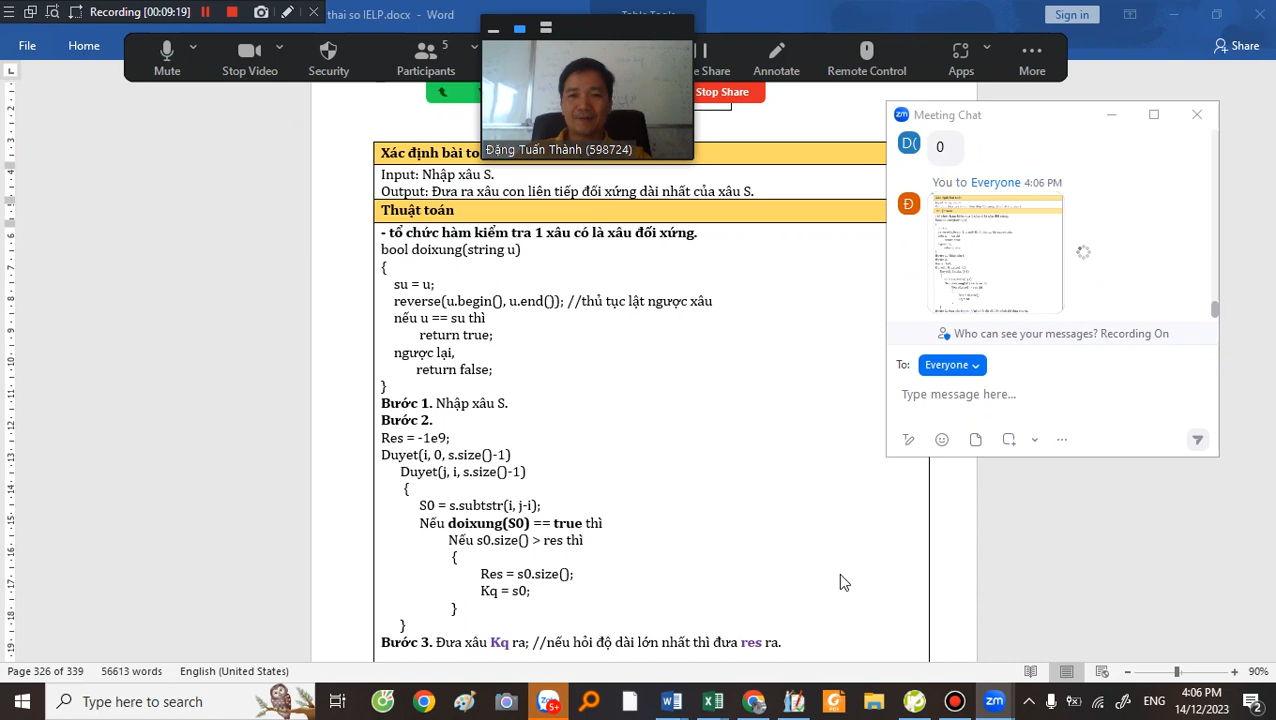 Recording (00:09:19)
thai so IELP.docx - Word
Sign in
File
Home
Share
Mute
Stop Video
Security
5
Participants
Share
Annotate
Remote Control
Apps
More
Stop Share
Đặng Tuấn Thành (598724)
Meeting Chat
D(
0
You to Everyone 4:06 PM
Đ
Who can see your messages? Recording On
To: Everyone
Type message here...
Xác định bài to
Input: Nhập xâu S.
Output: Đưa ra xâu con liên tiếp đối xứng dài nhất của xâu S.
Thuật toán
- tổ chức hàm kiểm tra 1 xâu có là xâu đối xứng.
bool doixung(string u)
{
su = u;
reverse(u.begin(), u.end()); //thủ tục lật ngược xâu
nếu u == su thì
return true;
ngược lại,
return false;
}
Bước 1. Nhập xâu S.
Bước 2.
Res = -1e9;
Duyet(i, 0, s.size()-1)
Duyet(j, i, s.size()-1)
{
S0 = s.subtstr(i, j-i);
Nếu doixung(S0) == true thì
Nếu s0.size() > res thì
{
Res = s0.size();
Kq = s0;
}
}
Bước 3. Đưa xâu Kq ra; //nếu hỏi độ dài lớn nhất thì đưa res ra.
Page 326 of 339
56613 words
English (United States)
90%
Type here to search
ENG
4:06 PM
14/12/2023